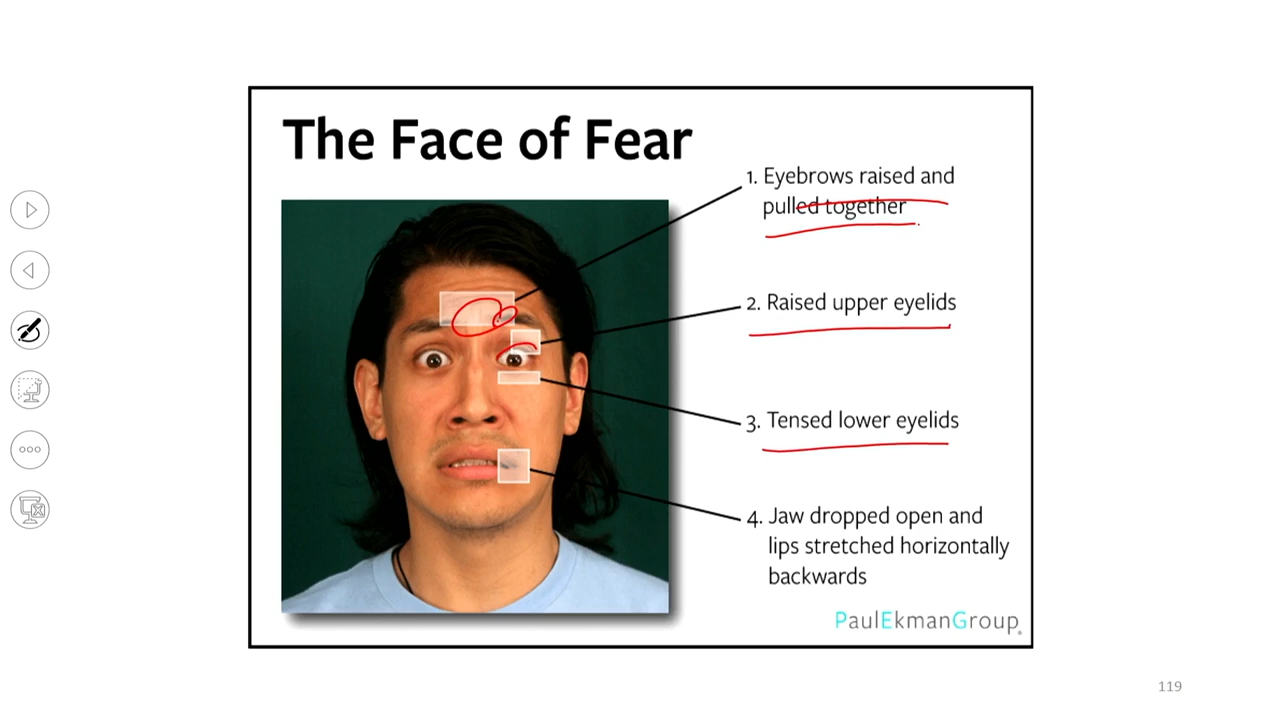 The Face of Fear
1. Eyebrows raised and
pulled together
2. Raised upper eyelids
3. Tensed lower eyelids
4. Jaw dropped open and
lips stretched horizontally
backwards
PaulEkmanGroup®
119